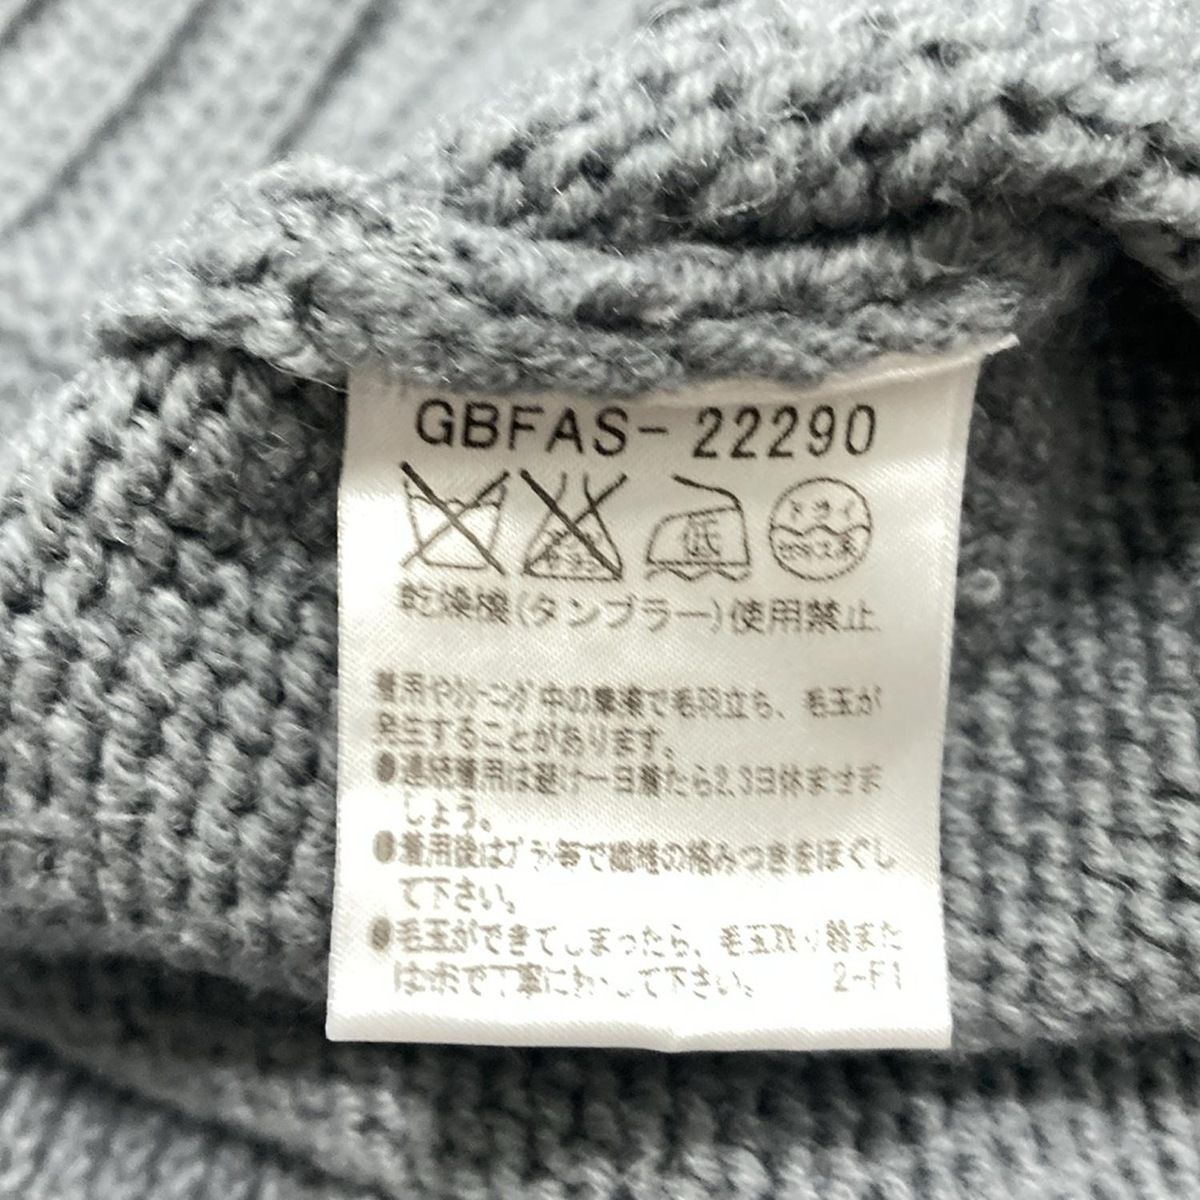 GBFAS-22290
低
ドライ
乾燥機(タンブラー)使用禁止
着用やクリーニング中の摩擦で毛羽立ち、毛玉が
発生することがあります。
●連続着用は避け一日着たら2,3日休ませま
しょう。
●着用後はブラシ等で繊維の絡みつきをほぐし
て下さい。
●毛玉ができてしまったら、毛玉取り器また
はハサミで丁寧にカットして下さい。 2-F1